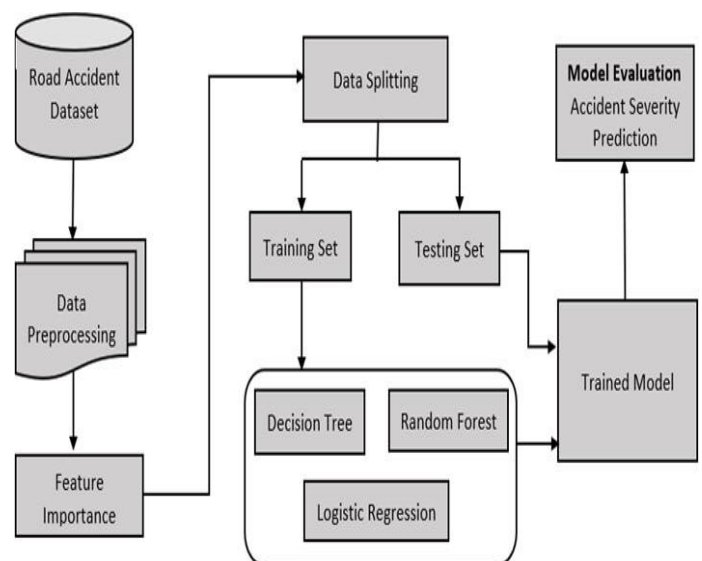 Road Accident
Dataset
Data
Preprocessing
Feature
Importance
Data Splitting
Training Set
Testing Set
Decision Tree
Random Forest
Logistic Regression
Trained Model
Model Evaluation
Accident Severity
Prediction